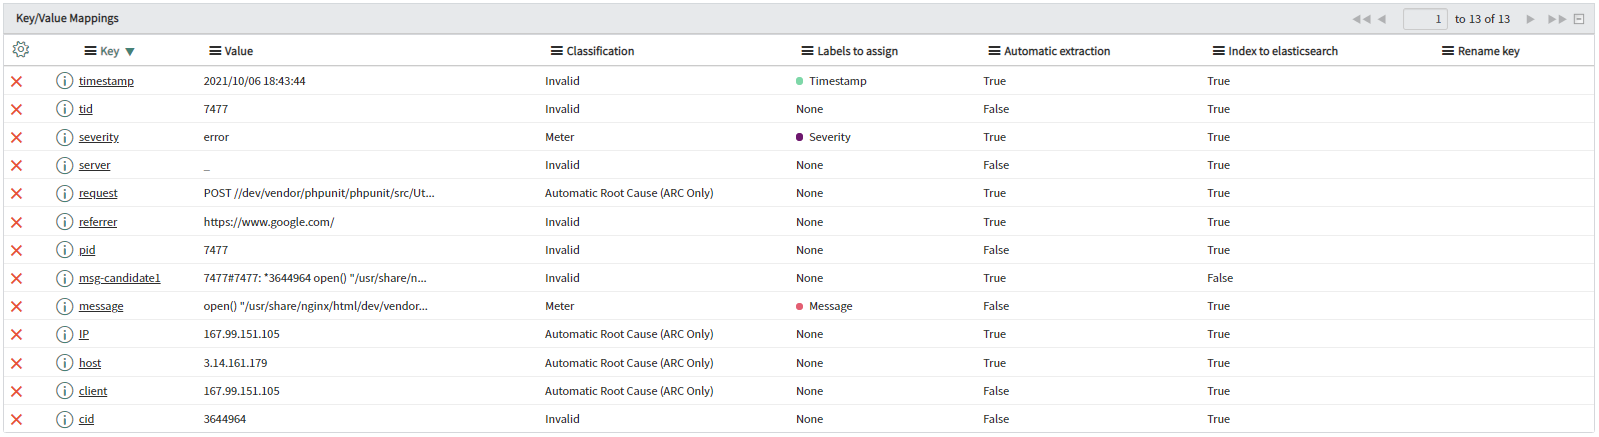 Key/Value Mappings 1 to 13 of 13
Key Value Classification Labels to assign Automatic extraction Index to elasticsearch Rename key
timestamp 2021/10/06 18:43:44 Invalid Timestamp True True
tid 7477 Invalid None False True
severity error Meter Severity True True
server _ Invalid None False True
request POST //dev/vendor/phpunit/phpunit/src/Ut... Automatic Root Cause (ARC Only) None True True
referrer https://www.google.com/ Invalid None True True
pid 7477 Invalid None False True
msg-candidate1 7477#7477: *3644964 open() "/usr/share/n... Invalid None True False
message open() "/usr/share/nginx/html/dev/vendor... Meter Message False True
IP 167.99.151.105 Automatic Root Cause (ARC Only) None True True
host 3.14.161.179 Automatic Root Cause (ARC Only) None True True
client 167.99.151.105 Automatic Root Cause (ARC Only) None False True
cid 3644964 Invalid None False True